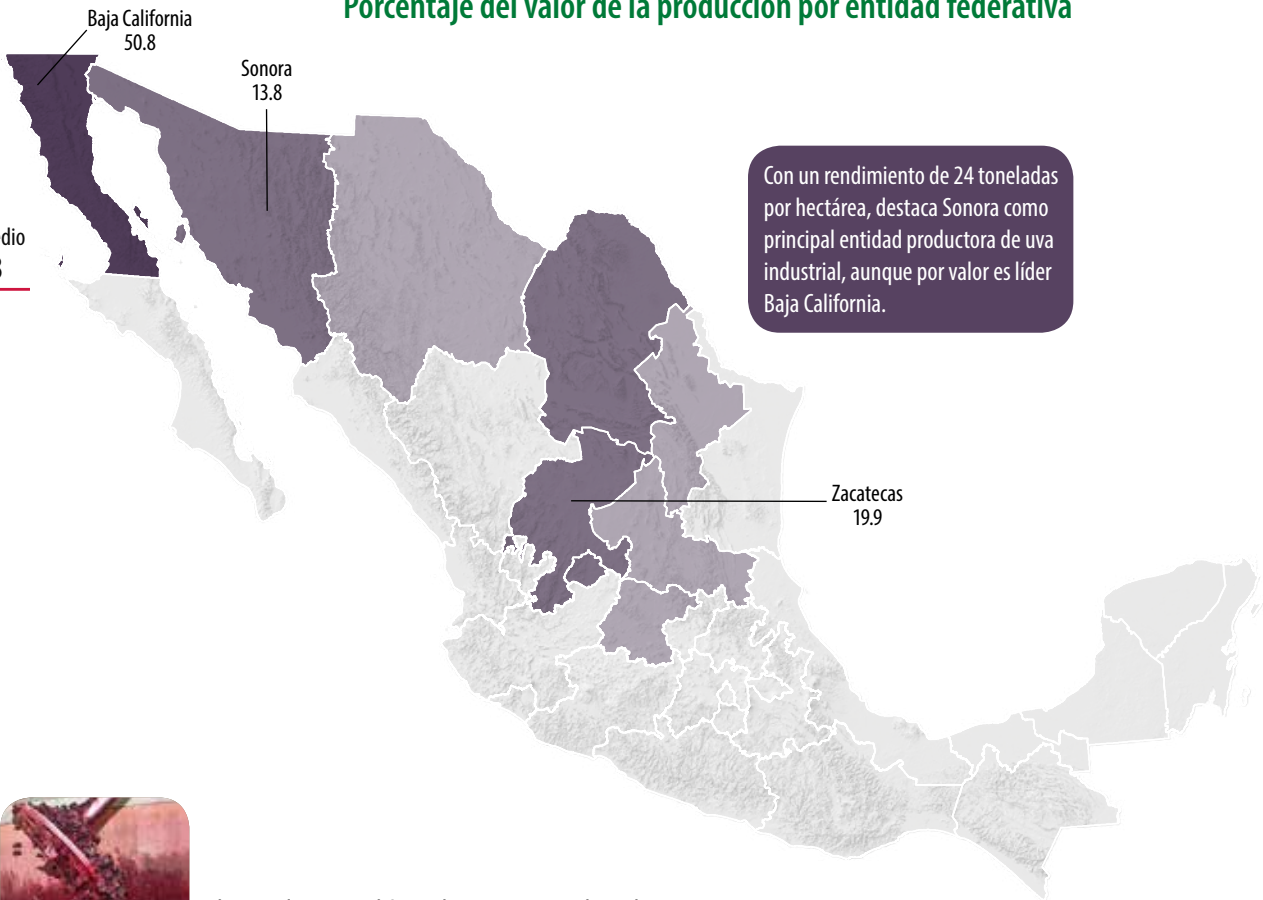 Porcentaje del valor de la producción por entidad federativa
Baja California
50.8
Sonora
13.8
Con un rendimiento de 24 toneladas
por hectárea, destaca Sonora como
principal entidad productora de uva
industrial, aunque por valor es líder
Baja California.
Zacatecas
19.9